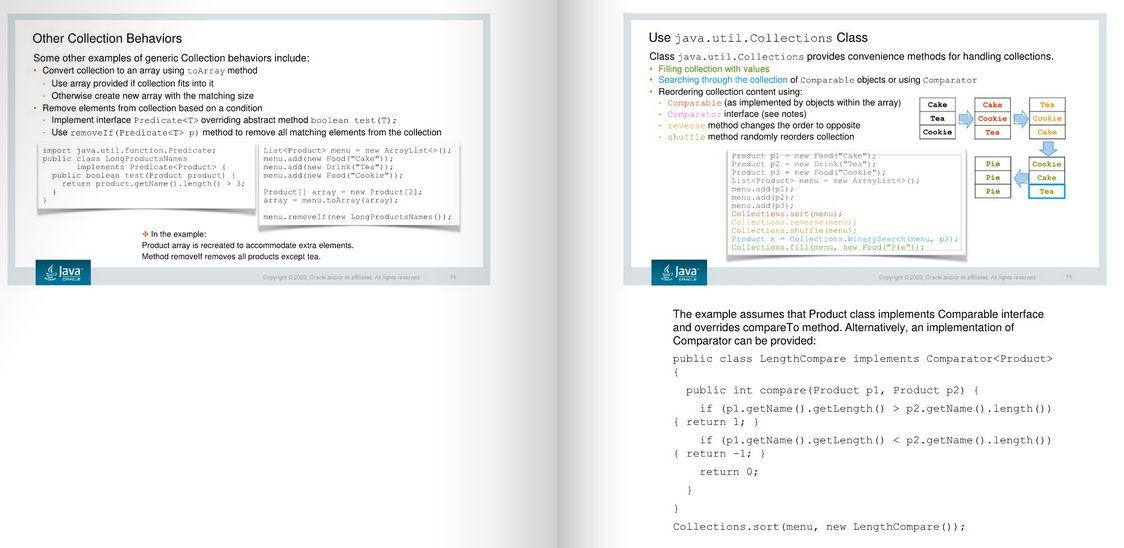 Other Collection Behaviors
Some other examples of generic Collection behaviors include:
• Convert collection to an array using toArray method
- Use array provided if collection fits into it
- Otherwise create new array with the matching size
• Remove elements from collection based on a condition
- Implement interface Predicate<T> overriding abstract method boolean test(T);
- Use removeIf(Predicate<T> p) method to remove all matching elements from the collection
import java.util.function.Predicate;
public class LongProductsNames
implements Predicate<Product> {
public boolean test(Product product) {
return product.getName().length() > 3;
}
}
List<Product> menu = new ArrayList<>();
menu.add(new Food("Cake"));
menu.add(new Drink("Tea"));
menu.add(new Food("Cookie"));
Product[] array = new Product[2];
array = menu.toArray(array);
menu.removeIf(new LongProductsNames());
✤ In the example:
Product array is recreated to accommodate extra elements.
Method removeIf removes all products except tea.
Java
ORACLE
Copyright © 2020, Oracle and/or its affiliates. All rights reserved.
14
Use java.util.Collections Class
Class java.util.Collections provides convenience methods for handling collections.
• Filling collection with values
• Searching through the collection of Comparable objects or using Comparator
• Reordering collection content using:
- Comparable (as implemented by objects within the array)
- Comparator interface (see notes)
- reverse method changes the order to opposite
- shuffle method randomly reorders collection
Cake
Tea
Cookie
Cake
Cookie
Tea
Tea
Cookie
Cake
Cookie
Cake
Tea
Pie
Pie
Pie
Product p1 = new Food("Cake");
Product p2 = new Drink("Tea");
Product p3 = new Food("Cookie");
List<Product> menu = new ArrayList<>();
menu.add(p1);
menu.add(p2);
menu.add(p3);
Collections.sort(menu);
Collections.reverse(menu);
Collections.shuffle(menu);
Product x = Collections.binarySearch(menu, p2);
Collections.fill(menu, new Food("Pie"));
Java
ORACLE
Copyright © 2020, Oracle and/or its affiliates. All rights reserved.
15
The example assumes that Product class implements Comparable interface
and overrides compareTo method. Alternatively, an implementation of
Comparator can be provided:
public class LengthCompare implements Comparator<Product>
{
public int compare(Product p1, Product p2) {
if (p1.getName().getLength() > p2.getName().length())
{ return 1; }
if (p1.getName().getLength() < p2.getName().length())
{ return -1; }
return 0;
}
}
Collections.sort(menu, new LengthCompare());